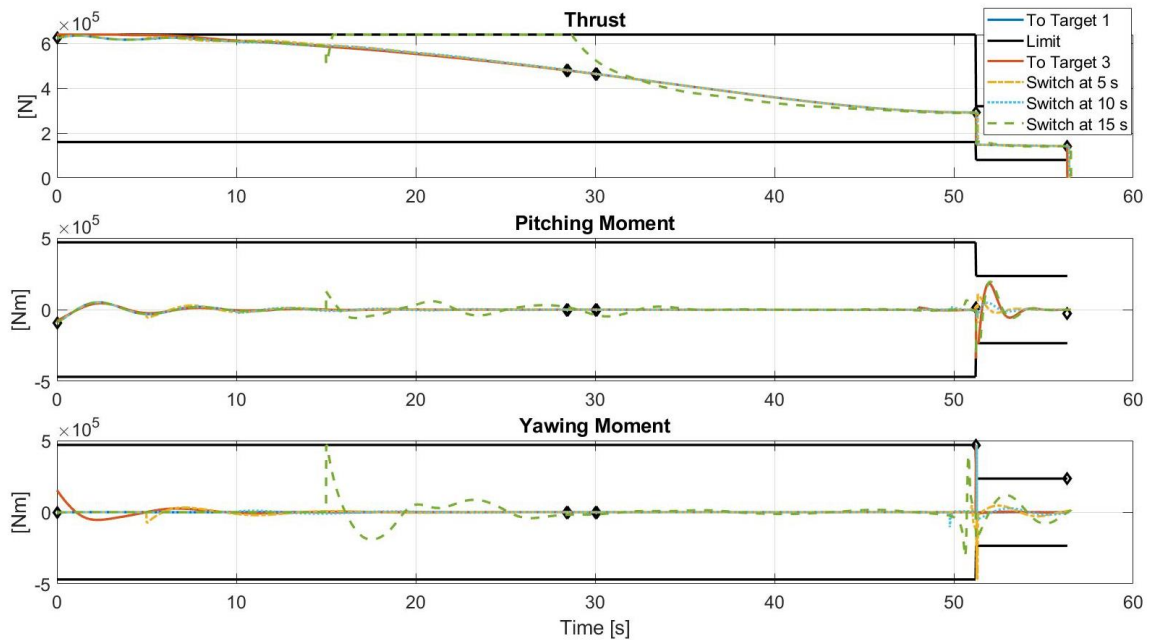 Thrust
×10⁵
6
4
2
0
[N]
0 10 20 30 40 50 60
To Target 1
Limit
To Target 3
Switch at 5 s
Switch at 10 s
Switch at 15 s
Pitching Moment
×10⁵
5
0
-5
[Nm]
0 10 20 30 40 50 60
Yawing Moment
×10⁵
5
0
-5
[Nm]
0 10 20 30 40 50 60
Time [s]